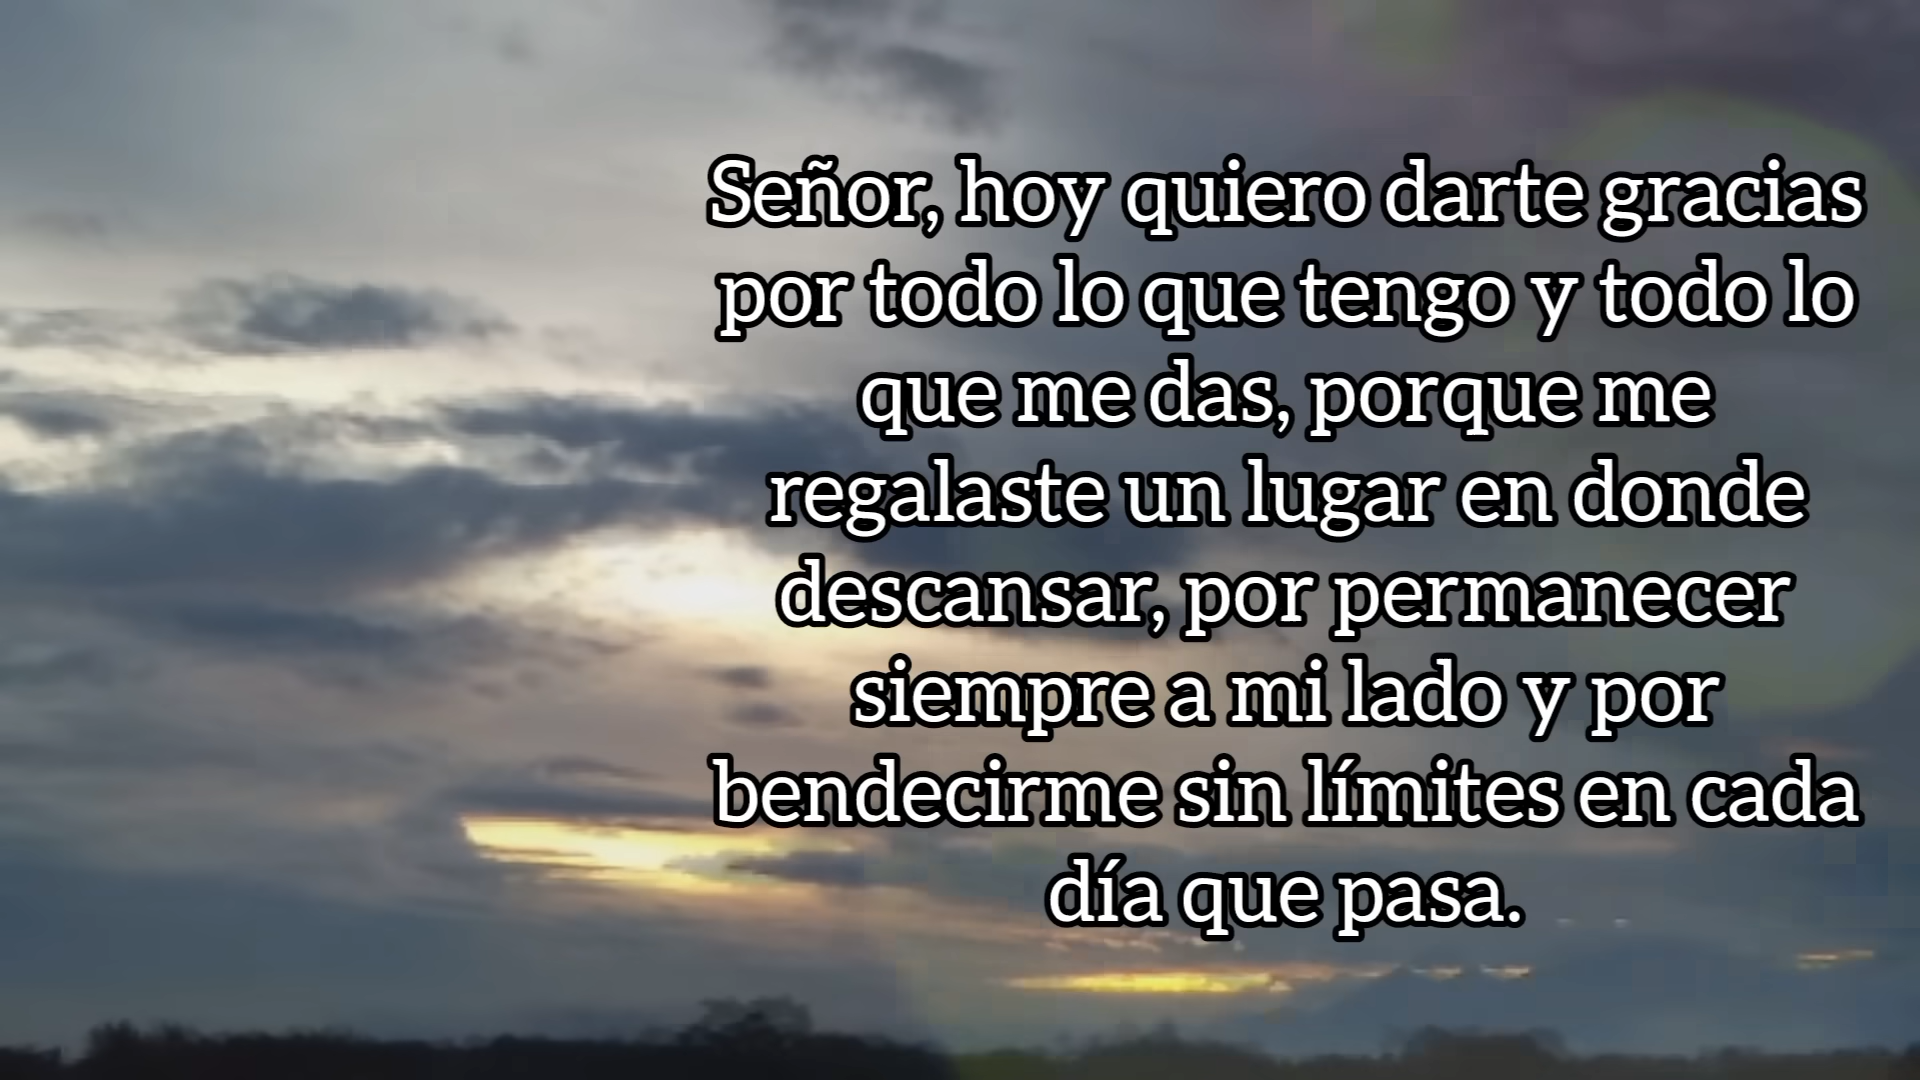 Señor, hoy quiero darte gracias
por todo lo que tengo y todo lo
que me das, porque me
regalaste un lugar en donde
descansar, por permanecer
siempre a mi lado y por
bendecirme sin límites en cada
día que pasa.